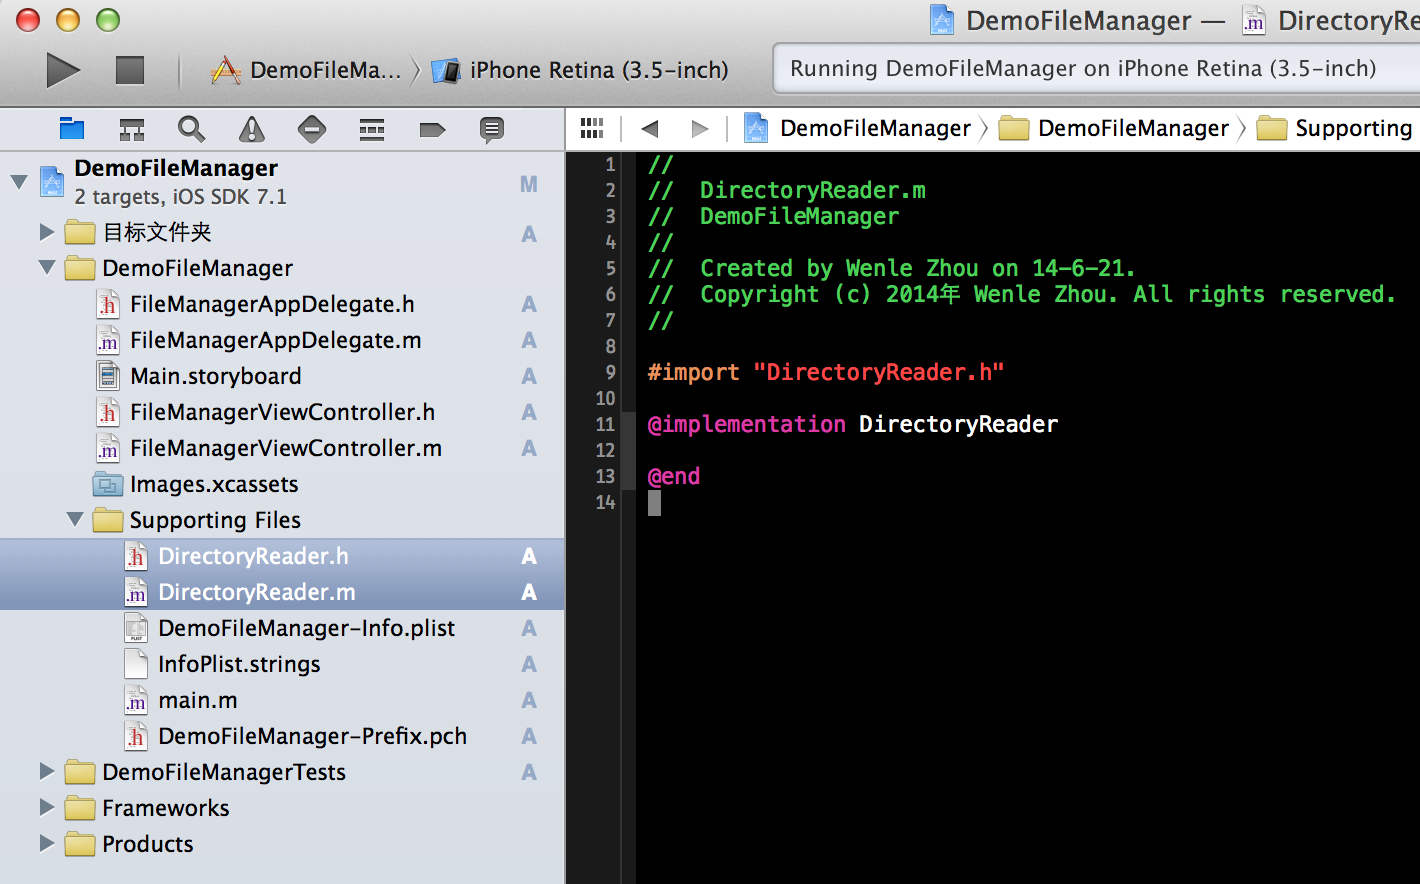 DemoFileManager — DirectoryRe
DemoFileMa... iPhone Retina (3.5-inch)
Running DemoFileManager on iPhone Retina (3.5-inch)
DemoFileManager DemoFileManager Supporting
DemoFileManager
2 targets, iOS SDK 7.1 M
目标文件夹 A
DemoFileManager
FileManagerAppDelegate.h A
FileManagerAppDelegate.m A
Main.storyboard A
FileManagerViewController.h A
FileManagerViewController.m A
Images.xcassets
Supporting Files
DirectoryReader.h A
DirectoryReader.m A
DemoFileManager-Info.plist A
InfoPlist.strings A
main.m A
DemoFileManager-Prefix.pch A
DemoFileManagerTests A
Frameworks
Products
1 //
2 //  DirectoryReader.m
3 //  DemoFileManager
4 //
5 //  Created by Wenle Zhou on 14-6-21.
6 //  Copyright (c) 2014年 Wenle Zhou. All rights reserved.
7 //
8
9 #import "DirectoryReader.h"
10
11 @implementation DirectoryReader
12
13 @end
14